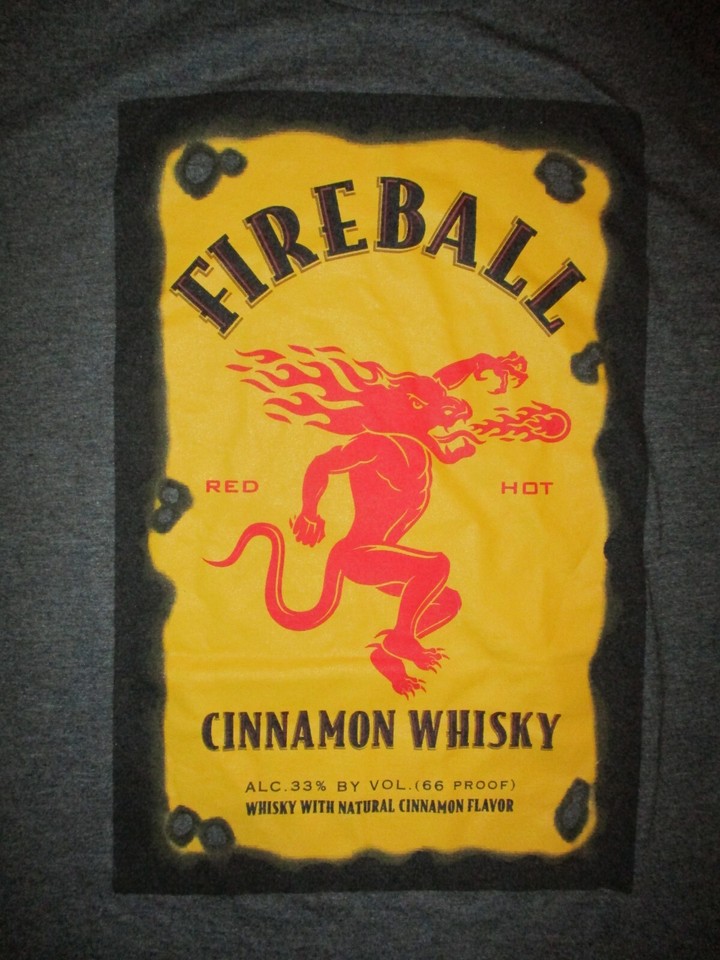 FIREBALL
RED HOT
CINNAMON WHISKY
ALC.33% BY VOL.(66 PROOF)
WHISKY WITH NATURAL CINNAMON FLAVOR